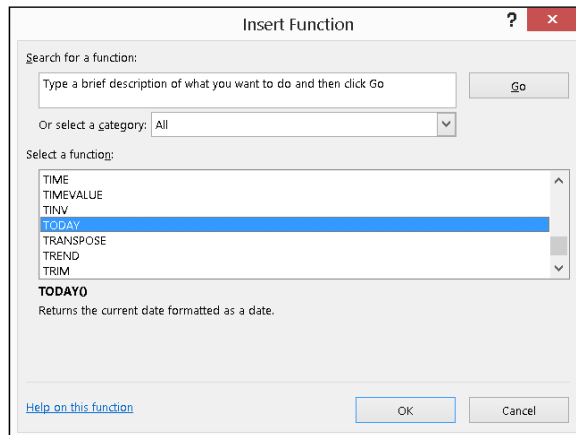 Insert Function
?
x
Search for a function:
Type a brief description of what you want to do and then click Go
Go
Or select a category: All
Select a function:
TIME
TIMEVALUE
TINV
TODAY
TRANSPOSE
TREND
TRIM
TODAY()
Returns the current date formatted as a date.
Help on this function
OK
Cancel